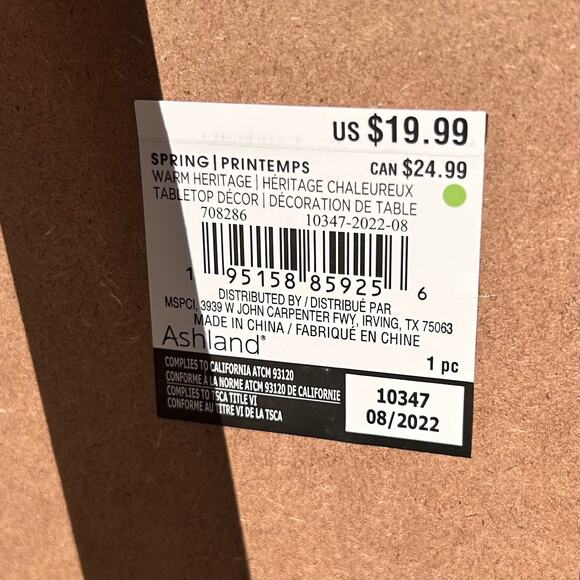 US $19.99
SPRING | PRINTEMPS CAN $24.99
WARM HERITAGE | HÉRITAGE CHALEUREUX
TABLETOP DÉCOR | DÉCORATION DE TABLE
708286 10347-2022-08
1 95158 85925 6
DISTRIBUTED BY / DISTRIBUÉ PAR
MSPCI, 3939 W JOHN CARPENTER FWY, IRVING, TX 75063
MADE IN CHINA / FABRIQUÉ EN CHINE
Ashland® 1 pc
COMPLIES TO CALIFORNIA ATCM 93120
CONFORME A LA NORME ATCM 93120 DE CALIFORNIE
COMPLIES TO TSCA TITLE VI
CONFORME AU TITRE VI DE LA TSCA
10347
08/2022